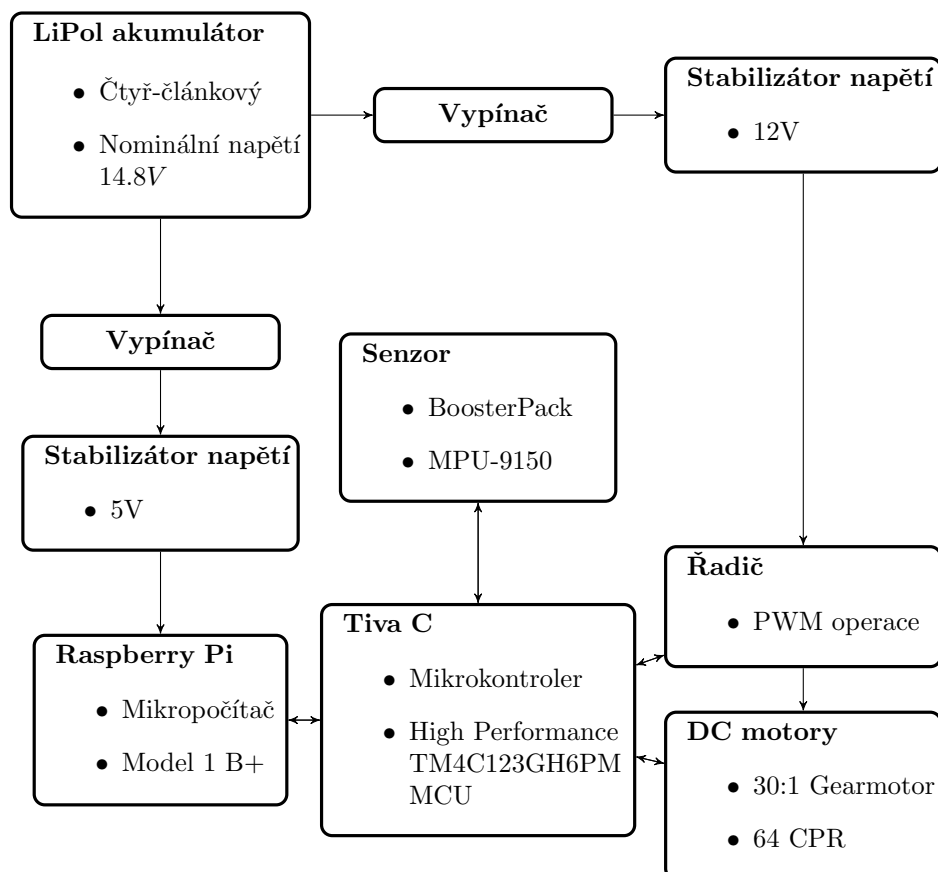 LiPol akumulátor
• Čtyř-článkový
• Nominální napětí
14.8V
Vypínač
Stabilizátor napětí
• 12V
Vypínač
Stabilizátor napětí
• 5V
Senzor
• BoosterPack
• MPU-9150
Raspberry Pi
• Mikropočítač
• Model 1 B+
Tiva C
• Mikrokontroler
• High Performance
TM4C123GH6PM
MCU
Řadič
• PWM operace
DC motory
• 30:1 Gearmotor
• 64 CPR